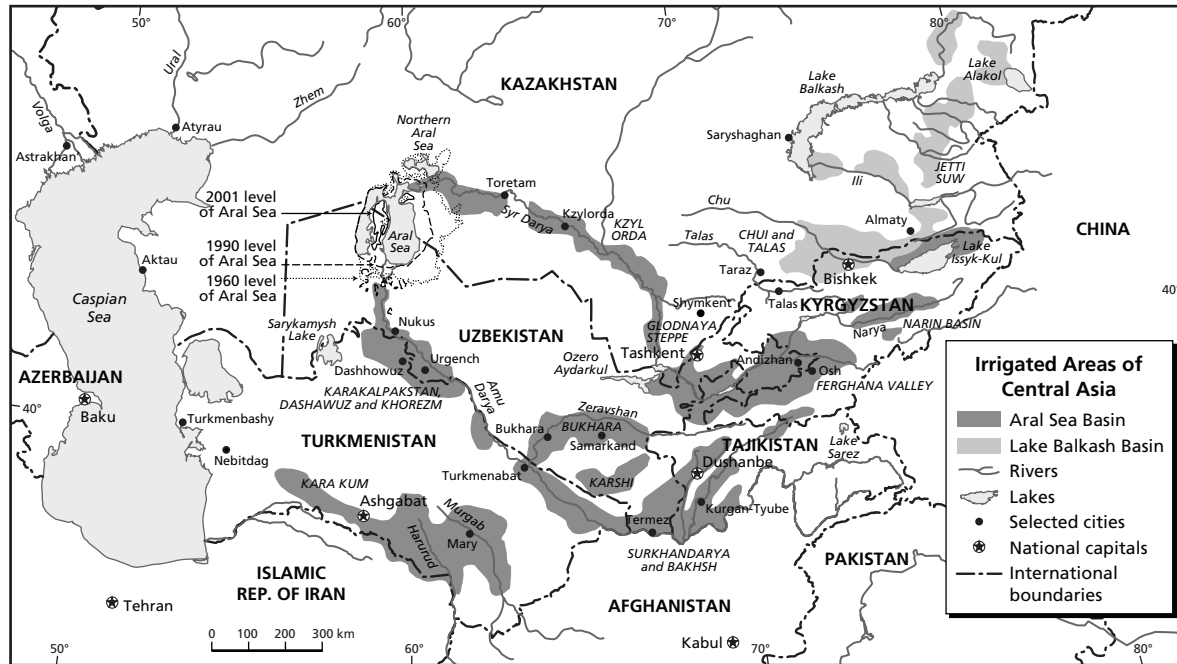 50°
60°
70°
80°
Volga
Ural
Zhem
KAZAKHSTAN
Lake
Balkash
Lake
Alakol
Atyrau
Astrakhan
Northern
Aral
Sea
Saryshaghan
JETTI
SUW
Ili
2001 level
of Aral Sea
Toretam
Syr Darya
Kzylorda
KZYL
ORDA
Chu
Almaty
CHINA
Aral
Sea
1990 level
of Aral Sea
Talas
CHUI and
TALAS
Lake
Issyk-Kul
Aktau
1960 level
of Aral Sea
Taraz
Bishkek
40°
Caspian
Sea
Talas
KYRGYZSTAN
Shymkent
Narya
NARIN BASIN
Sarykamysh
Lake
Nukus
UZBEKISTAN
GLODNAYA
STEPPE
Tashkent
Andizhan
Osh
Urgench
Dashhowuz
Ozero
Aydarkul
FERGHANA VALLEY
AZERBAIJAN
Baku
40°
KARAKALPAKSTAN,
DASHAWUZ and KHOREZM
Amu
Darya
Zeravshan
Turkmenbashy
TURKMENISTAN
Bukhara
BUKHARA
Samarkand
TAJIKISTAN
Lake
Sarez
Nebitdag
Turkmenabat
KARSHI
Dushanbe
KARA KUM
Ashgabat
Murgab
Kurgan-Tyube
Harurud
Mary
Termez
SURKHANDARYA
and BAKHSH
PAKISTAN
ISLAMIC
REP. OF IRAN
Tehran
AFGHANISTAN
Kabul
0 100 200 300 km
50°
60°
70°
80°
Irrigated Areas of
Central Asia
Aral Sea Basin
Lake Balkash Basin
Rivers
Lakes
Selected cities
National capitals
International
boundaries